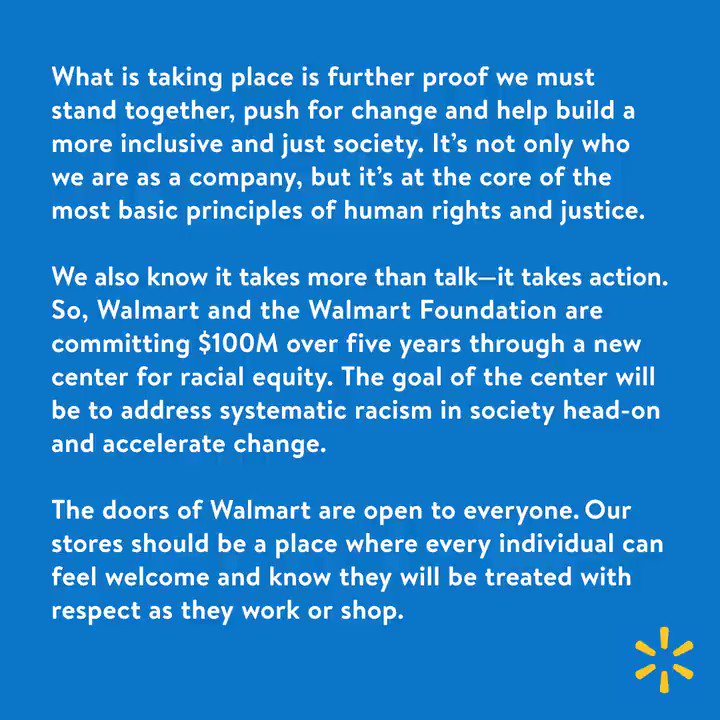 What is taking place is further proof we must
stand together, push for change and help build a
more inclusive and just society. It’s not only who
we are as a company, but it’s at the core of the
most basic principles of human rights and justice.
We also know it takes more than talk—it takes action.
So, Walmart and the Walmart Foundation are
committing $100M over five years through a new
center for racial equity. The goal of the center will
be to address systematic racism in society head-on
and accelerate change.
The doors of Walmart are open to everyone. Our
stores should be a place where every individual can
feel welcome and know they will be treated with
respect as they work or shop.